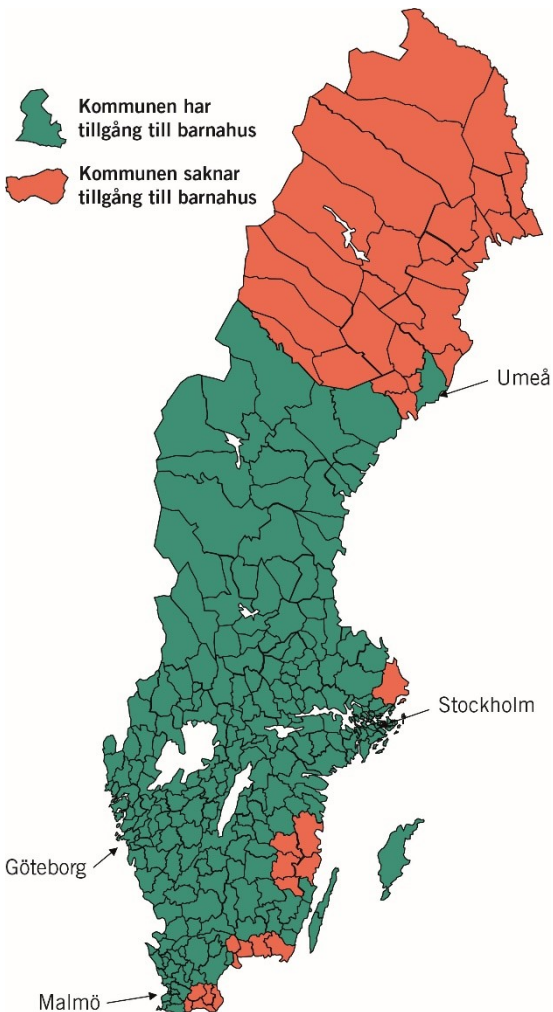 Kommunen har
tillgång till barnahus
Kommunen saknar
tillgång till barnahus
Umeå
Stockholm
Göteborg
Malmö